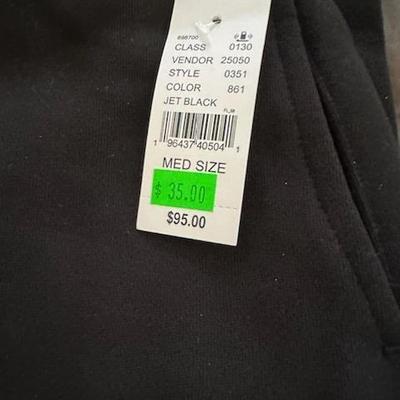 898700
CLASS 0130
VENDOR 25050
STYLE 0351
COLOR 861
JET BLACK
1 96437 40504 1
MED SIZE
$ 35.00
$95.00